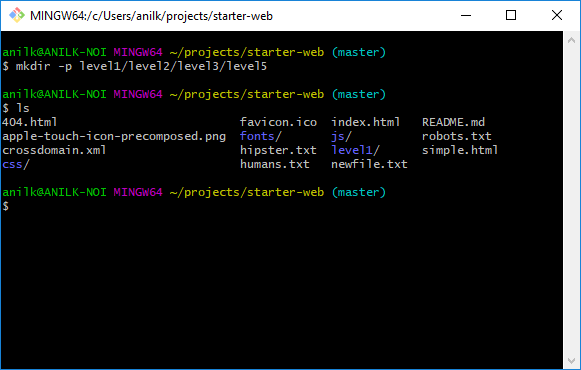 MINGW64:/c/Users/anilk/projects/starter-web
anilk@ANILK-NOI MINGW64 ~/projects/starter-web (master)
$ mkdir -p level1/level2/level3/level5
anilk@ANILK-NOI MINGW64 ~/projects/starter-web (master)
$ ls
404.html favicon.ico index.html README.md
apple-touch-icon-precomposed.png fonts/ js/ robots.txt
crossdomain.xml hipster.txt level1/ simple.html
css/ humans.txt newfile.txt
anilk@ANILK-NOI MINGW64 ~/projects/starter-web (master)
$